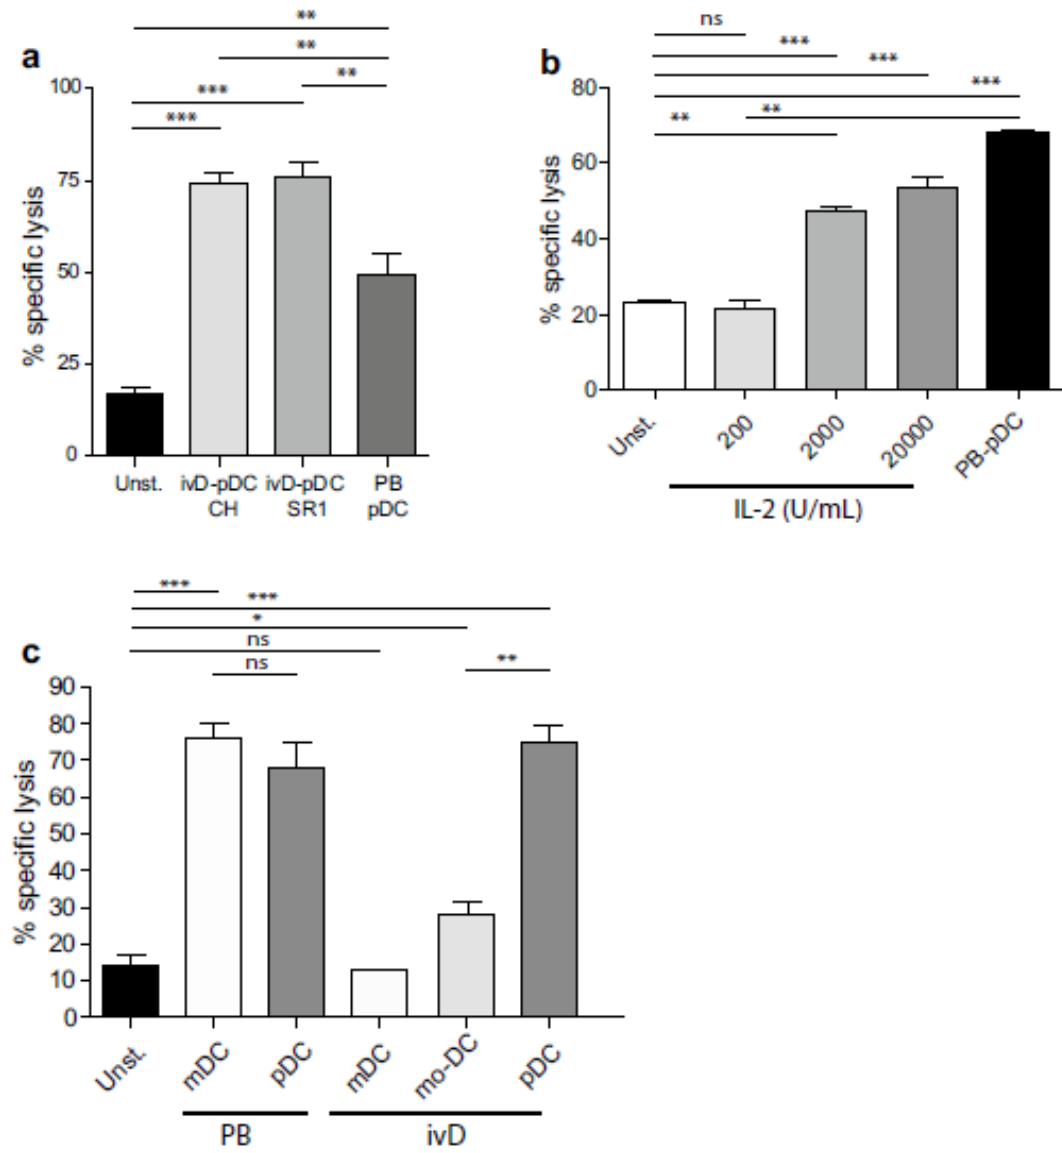 a
**
**
**
***
***
100
75
50
25
0
% specific lysis
Unst. ivD-pDC ivD-pDC PB
CH SR1 pDC
b
ns
***
***
***
**
**
80
60
40
20
0
% specific lysis
Unst. 200 2000 20000 PB-pDC
IL-2 (U/mL)
c
***
***
*
ns
ns
**
90
80
70
60
50
40
30
20
10
0
% specific lysis
Unst. mDC pDC mDC mo-DC pDC
PB ivD